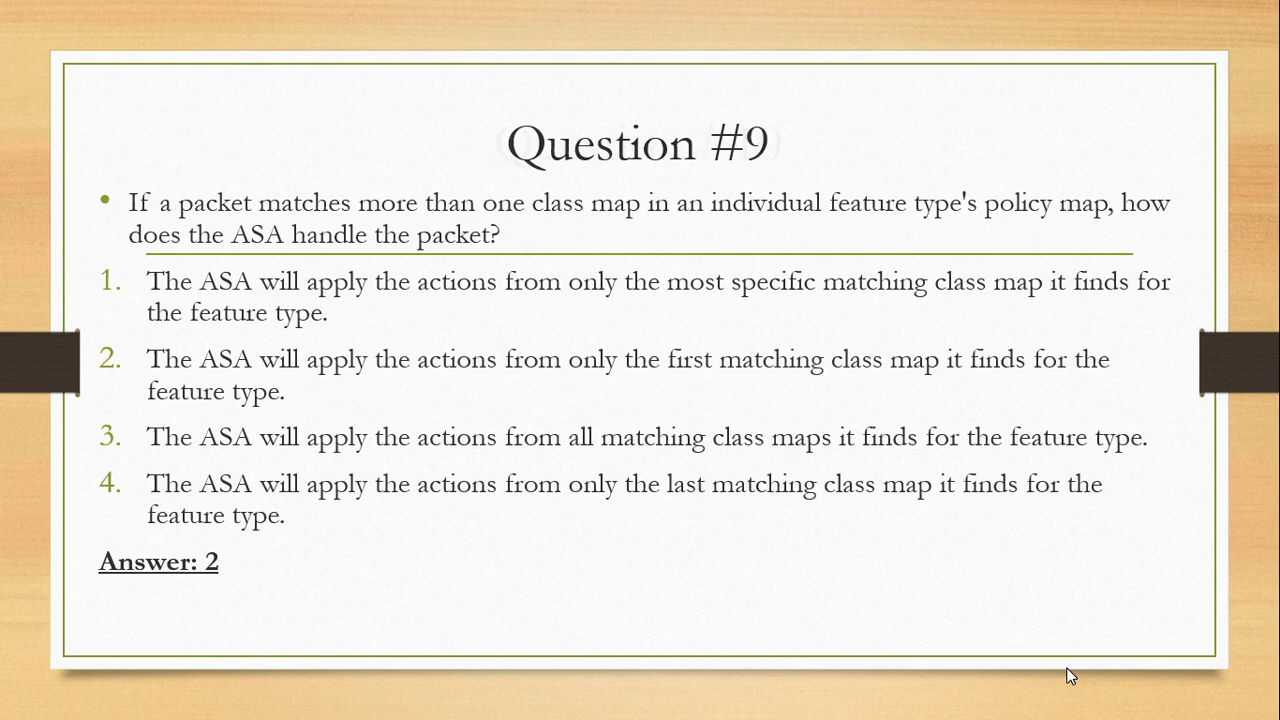 Question #9
• If a packet matches more than one class map in an individual feature type's policy map, how
does the ASA handle the packet?
1. The ASA will apply the actions from only the most specific matching class map it finds for
the feature type.
2. The ASA will apply the actions from only the first matching class map it finds for the
feature type.
3. The ASA will apply the actions from all matching class maps it finds for the feature type.
4. The ASA will apply the actions from only the last matching class map it finds for the
feature type.
Answer: 2